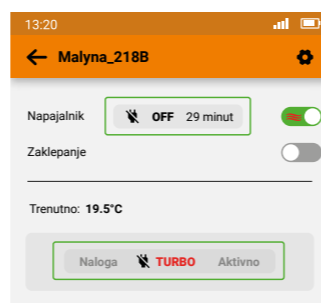 13:20
Malyna_218B
Napajalnik OFF 29 minut
Zaklepanje
Trenutno: 19.5°C
Naloga TURBO Aktivno